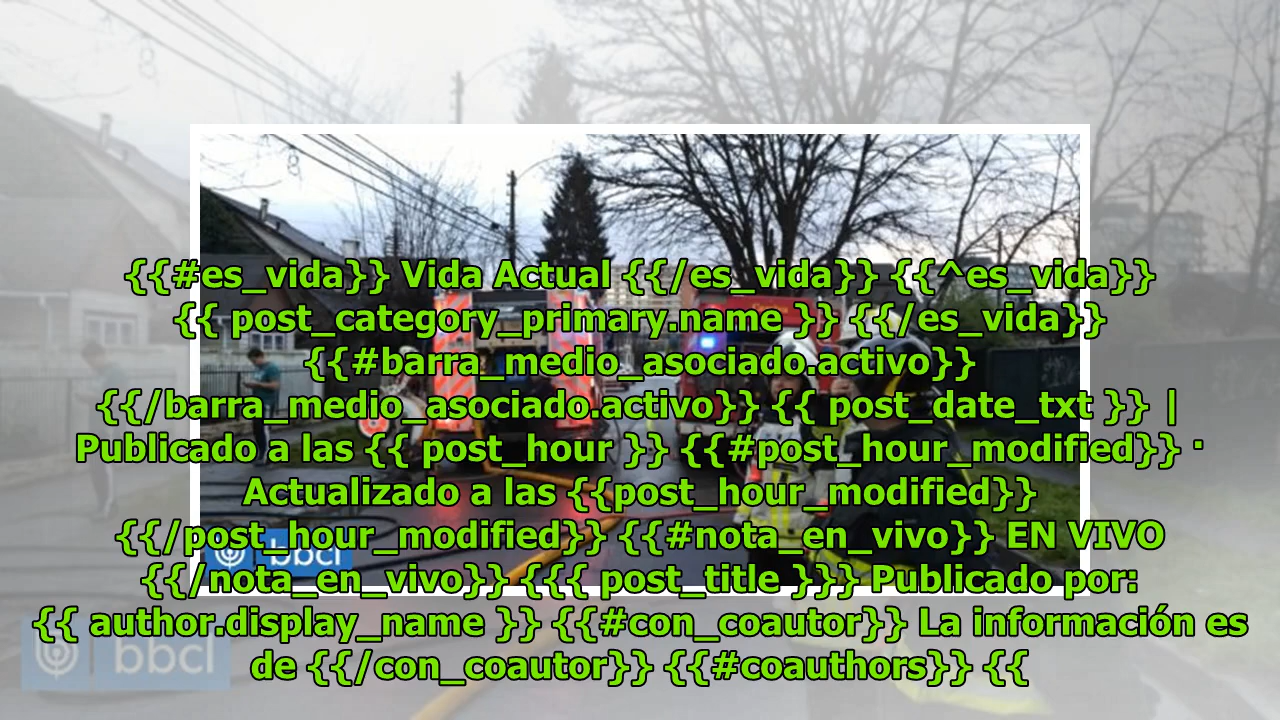 {{#es_vida}} Vida Actual {{/es_vida}} {{^es_vida}}
{{ post_category_primary.name }} {{/es_vida}}
{{#barra_medio_asociado.activo}}
{{/barra_medio_asociado.activo}} {{ post_date_txt }} |
Publicado a las {{ post_hour }} {{#post_hour_modified}} ·
Actualizado a las {{post_hour_modified}}
{{/post_hour_modified}} {{#nota_en_vivo}} EN VIVO
{{/nota_en_vivo}} {{{ post_title }}} Publicado por:
{{ author.display_name }} {{#con_coautor}} La información es
de {{/con_coautor}} {{#coauthors}} {{
bbcl
bbcl